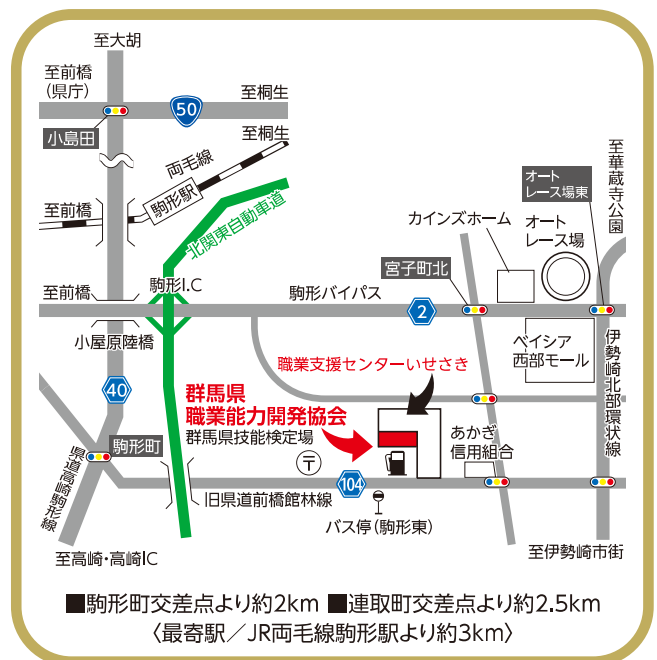 至大胡
至前橋
(県庁)
至桐生
50
小島田
至桐生
両毛線
駒形駅
至前橋
北関東自動車道
至華蔵寺公園
オート
レース場東
カインズホーム
オート
レース場
宮子町北
駒形I.C
至前橋
駒形バイパス
2
小屋原陸橋
ベイシア
西部モール
伊勢崎北部環状線
職業支援センターいせさき
40
群馬県
職業能力開発協会
群馬県技能検定場
駒形町
県道高崎駒形線
〒
あかぎ
信用組合
104
旧県道前橋館林線
バス停(駒形東)
至高崎・高崎IC
至伊勢崎市街
■駒形町交差点より約2km ■連取町交差点より約2.5km
〈最寄駅／JR両毛線駒形駅より約3km〉